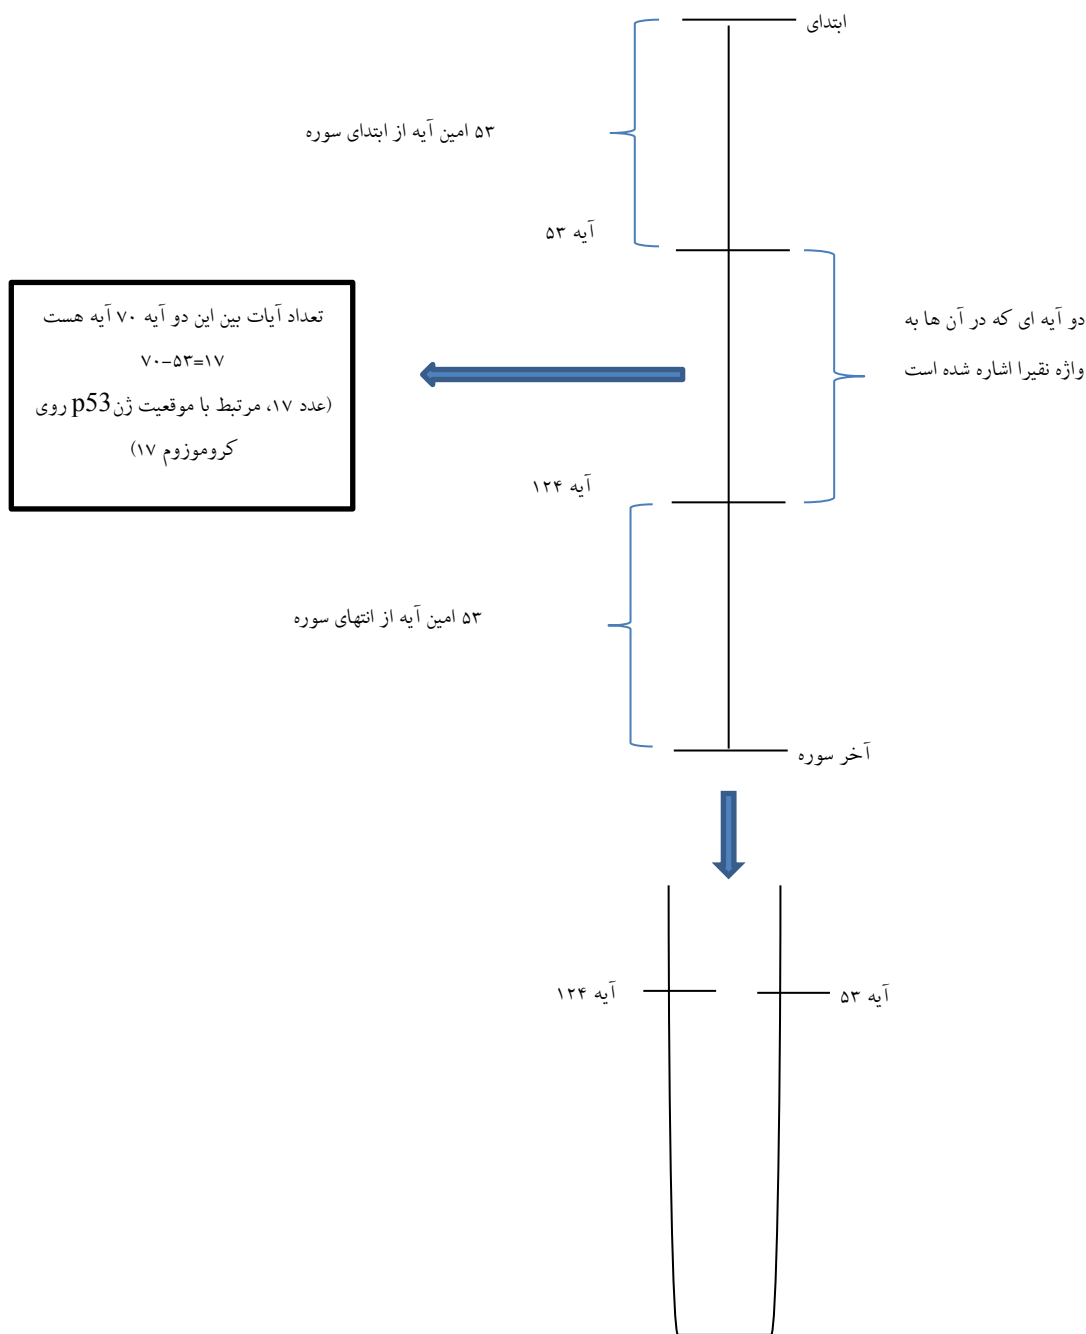 ابتدای
۵۳ امین آیه از ابتدای سوره
آیه ۵۳
دو آیه ای که در آن ها به
واژه نقیرا اشاره شده است
تعداد آیات بین این دو آیه ۷۰ آیه هست
۷۰-۵۳=۱۷
(عدد ۱۷، مرتبط با موقعیت ژن p53 روی
کروموزوم ۱۷)
آیه ۱۲۴
۵۳ امین آیه از انتهای سوره
آخر سوره
آیه ۵۳
آیه ۱۲۴